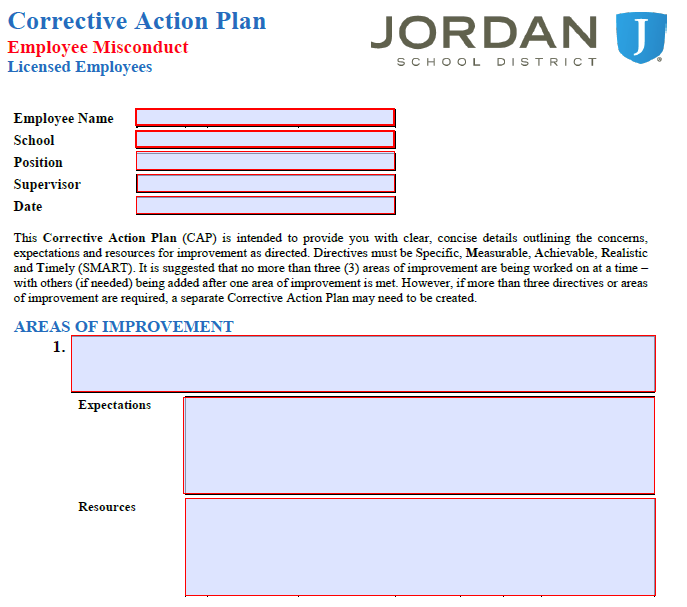 Corrective Action Plan
Employee Misconduct
Licensed Employees
JORDAN
SCHOOL DISTRICT
J
Employee Name
School
Position
Supervisor
Date
This Corrective Action Plan (CAP) is intended to provide you with clear, concise details outlining the concerns,
expectations and resources for improvement as directed. Directives must be Specific, Measurable, Achievable, Realistic
and Timely (SMART). It is suggested that no more than three (3) areas of improvement are being worked on at a time –
with others (if needed) being added after one area of improvement is met. However, if more than three directives or areas
of improvement are required, a separate Corrective Action Plan may need to be created.
AREAS OF IMPROVEMENT
1.
Expectations
Resources